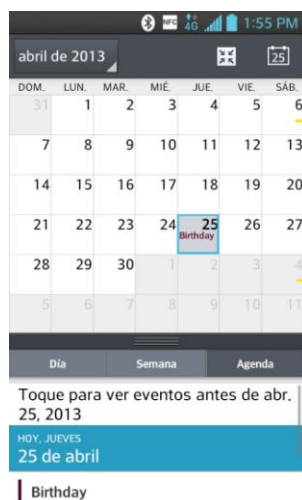 NFC 4G 1:55 PM
abril de 2013 25
DOM. LUN. MAR. MIÉ. JUE. VIE. SÁB.
31 1 2 3 4 5 6
7 8 9 10 11 12 13
14 15 16 17 18 19 20
21 22 23 24 25 26 27
Birthday
28 29 30 1 2 3 4
5 6 7 8 9 10 11
Día Semana Agenda
Toque para ver eventos antes de abr.
25, 2013
HOY, JUEVES
25 de abril
Birthday